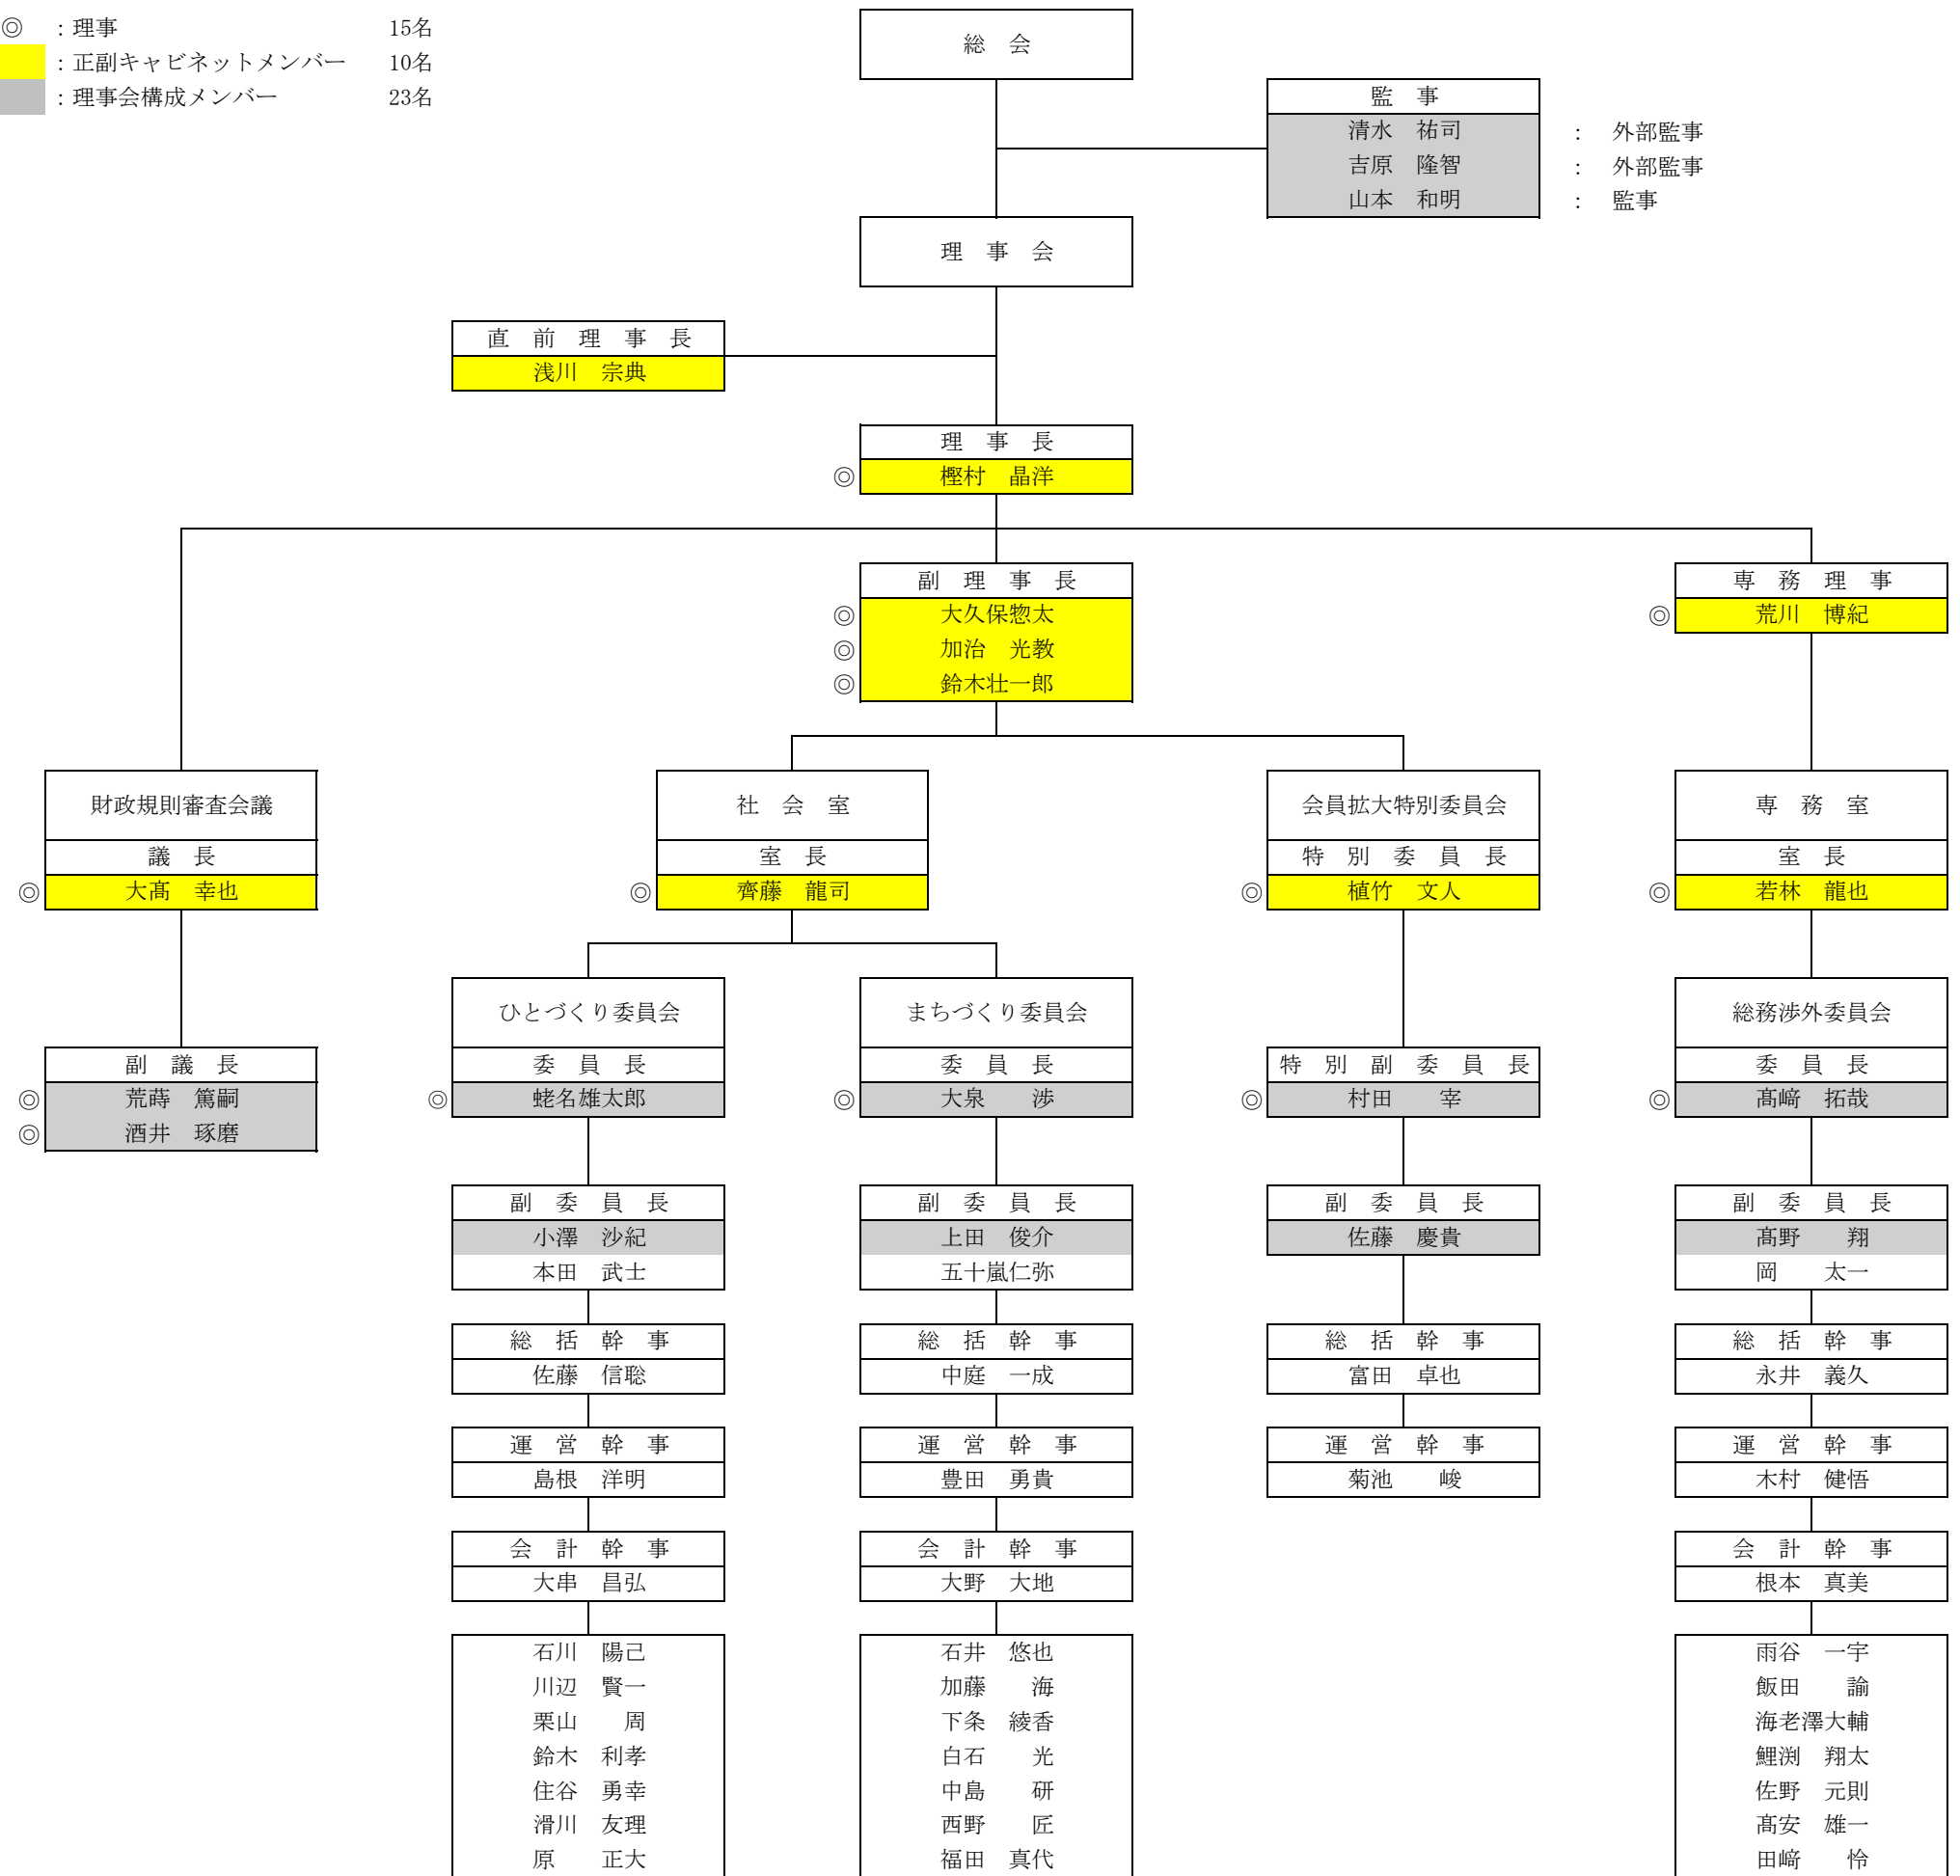 ◎ ：理事 15名
：正副キャビネットメンバー 10名
：理事会構成メンバー 23名
総　会
監　事
清水　祐司 ： 外部監事
吉原　隆智 ： 外部監事
山本　和明 ： 監事
理　事　会
直　前　理　事　長
浅川　宗典
理　事　長
◎ 樫村　晶洋
副　理　事　長
◎ 大久保惣太
◎ 加治　光教
◎ 鈴木壮一郎
専　務　理　事
◎ 荒川　博紀
財政規則審査会議
議　長
◎ 大髙　幸也
副　議　長
◎ 荒蒔　篤嗣
◎ 酒井　琢磨
社　会　室
室　長
◎ 齊藤　龍司
ひとづくり委員会
委　員　長
◎ 蛯名雄太郎
副　委　員　長
小澤　沙紀
本田　武士
総　括　幹　事
佐藤　信聡
運　営　幹　事
島根　洋明
会　計　幹　事
大串　昌弘
石川　陽己
川辺　賢一
栗山　　周
鈴木　利孝
住谷　勇幸
滑川　友理
原　　正大
まちづくり委員会
委　員　長
◎ 大泉　　渉
副　委　員　長
上田　俊介
五十嵐仁弥
総　括　幹　事
中庭　一成
運　営　幹　事
豊田　勇貴
会　計　幹　事
大野　大地
石井　悠也
加藤　　海
下条　綾香
白石　　光
中島　　研
西野　　匠
福田　真代
会員拡大特別委員会
特　別　委　員　長
◎ 植竹　文人
特　別　副　委　員　長
◎ 村田　　宰
副　委　員　長
佐藤　慶貴
総　括　幹　事
富田　卓也
運　営　幹　事
菊池　　峻
専　務　室
室　長
◎ 若林　龍也
総務渉外委員会
委　員　長
◎ 髙﨑　拓哉
副　委　員　長
髙野　　翔
岡　　太一
総　括　幹　事
永井　義久
運　営　幹　事
木村　健悟
会　計　幹　事
根本　真美
雨谷　一宇
飯田　　諭
海老澤大輔
鯉渕　翔太
佐野　元則
髙安　雄一
田﨑　　怜